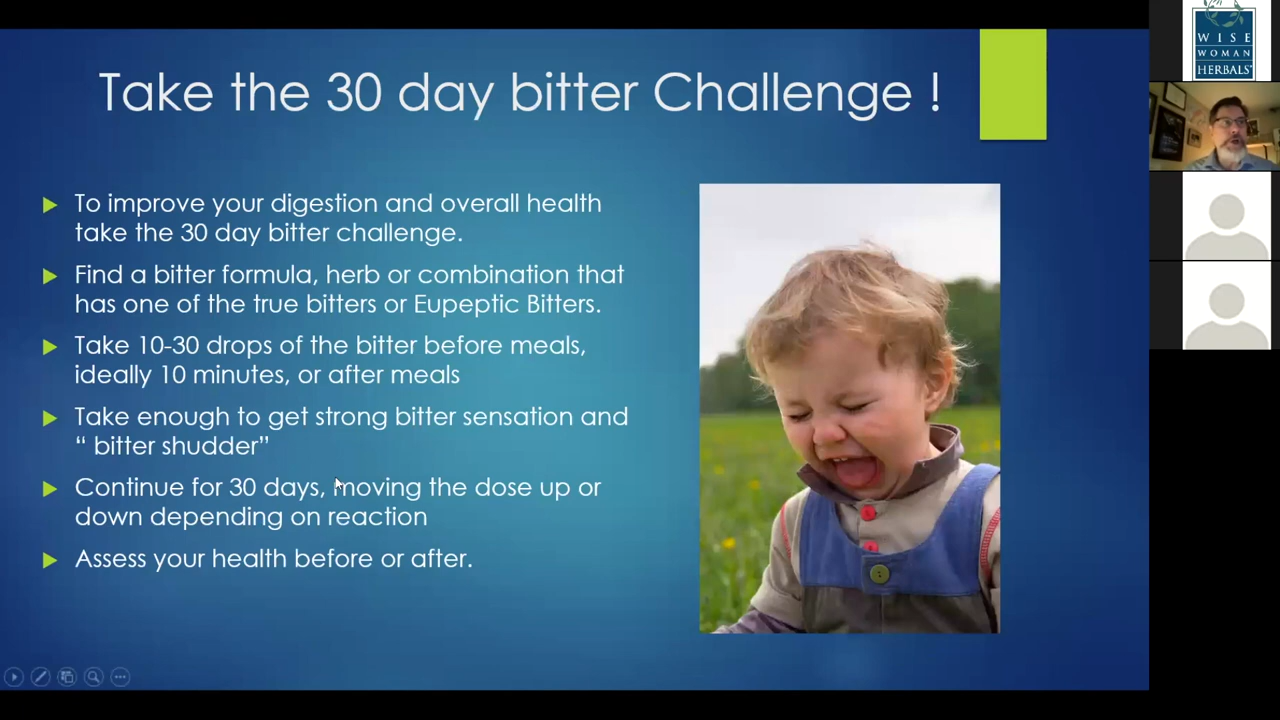 Take the 30 day bitter Challenge !
To improve your digestion and overall health
take the 30 day bitter challenge.
Find a bitter formula, herb or combination that
has one of the true bitters or Eupeptic Bitters.
Take 10-30 drops of the bitter before meals,
ideally 10 minutes, or after meals
Take enough to get strong bitter sensation and
“ bitter shudder”
Continue for 30 days, moving the dose up or
down depending on reaction
Assess your health before or after.
WISE
WOMAN
HERBALS®